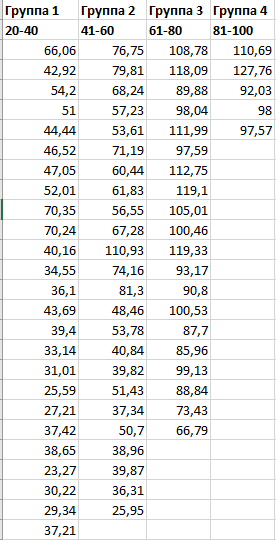 Группа 1 Группа 2 Группа 3 Группа 4
20-40 41-60 61-80 81-100
66,06 76,75 108,78 110,69
42,92 79,81 118,09 127,76
54,2 68,24 89,88 92,03
51 57,23 98,04 98
44,44 53,61 111,99 97,57
46,52 71,19 97,59
47,05 60,44 112,75
52,01 61,83 119,1
70,35 56,55 105,01
70,24 67,28 100,46
40,16 110,93 119,33
34,55 74,16 93,17
36,1 81,3 90,8
43,69 48,46 100,53
39,4 53,78 87,7
33,14 40,84 85,96
31,01 39,82 99,13
25,59 51,43 88,84
27,21 37,34 73,43
37,42 50,7 66,79
38,65 38,96
23,27 39,87
30,22 36,31
29,34 25,95
37,21